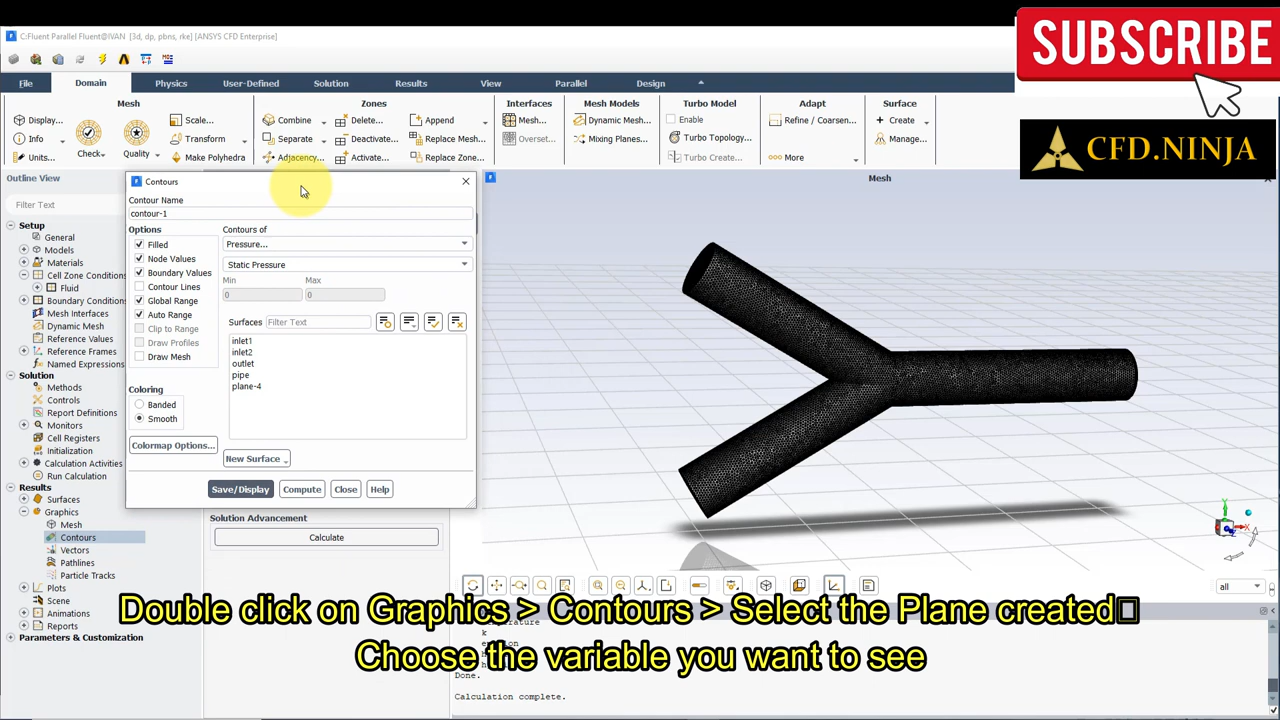 C:Fluent Parallel Fluent@IVAN [3d, dp, pbns, rke] [ANSYS CFD Enterprise]
SUBSCRIBE
CFD.NINJA
File Domain Physics User-Defined Solution Results View Parallel Design
Mesh Zones Interfaces Mesh Models Turbo Model Adapt Surface
Display... Scale... Combine Delete... Append Mesh... Dynamic Mesh... Enable Refine / Coarsen... Create
Info Check Quality Transform Separate Deactivate... Replace Mesh... Overset... Mixing Planes... Turbo Topology... Manage...
Units... Make Polyhedra Adjacency... Activate... Replace Zone... Turbo Create... More
Outline View
Filter Text
Setup
General
Models
Materials
Cell Zone Conditions
Fluid
Boundary Conditions
Mesh Interfaces
Dynamic Mesh
Reference Values
Reference Frames
Named Expressions
Solution
Methods
Controls
Report Definitions
Monitors
Cell Registers
Initialization
Calculation Activities
Run Calculation
Results
Surfaces
Graphics
Mesh
Contours
Vectors
Pathlines
Particle Tracks
Plots
Scene
Animations
Reports
Parameters & Customization
Contours
Contour Name
contour-1
Options
Filled
Node Values
Boundary Values
Contour Lines
Global Range
Auto Range
Clip to Range
Draw Profiles
Draw Mesh
Coloring
Banded
Smooth
Colormap Options...
Contours of
Pressure...
Static Pressure
Min Max
0 0
Surfaces Filter Text
inlet1
inlet2
outlet
pipe
plane-4
New Surface
Save/Display Compute Close Help
Solution Advancement
Calculate
Mesh
all
k
Done.
Calculation complete.
Double click on Graphics > Contours > Select the Plane created
Choose the variable you want to see